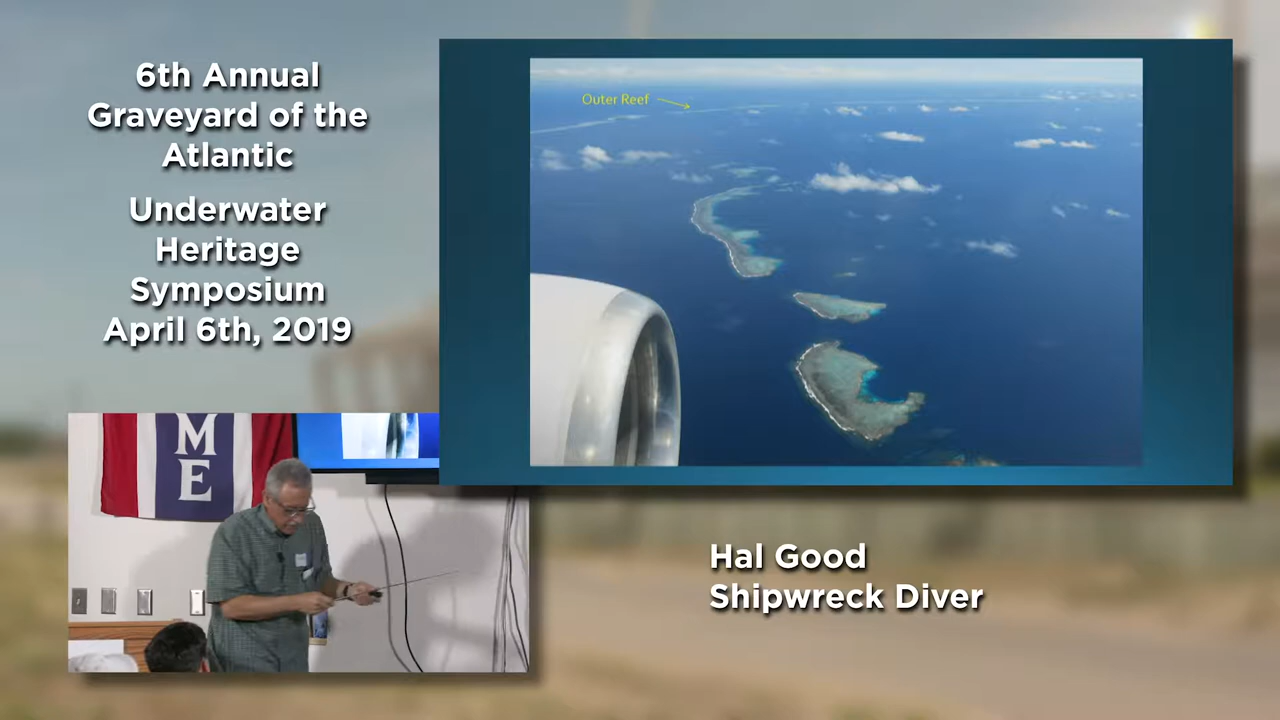 6th Annual
Graveyard of the
Atlantic
Underwater
Heritage
Symposium
April 6th, 2019
Outer Reef
M
E
Hal Good
Shipwreck Diver